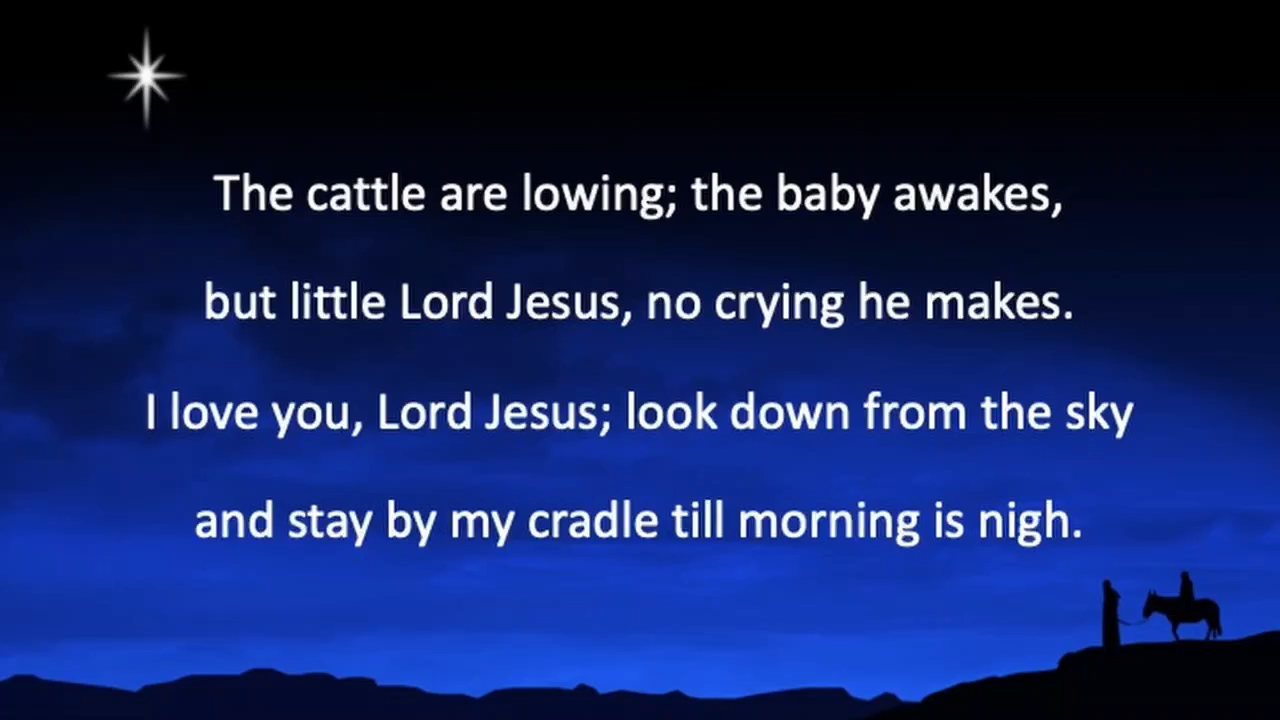 The cattle are lowing; the baby awakes,
but little Lord Jesus, no crying he makes.
I love you, Lord Jesus; look down from the sky
and stay by my cradle till morning is nigh.